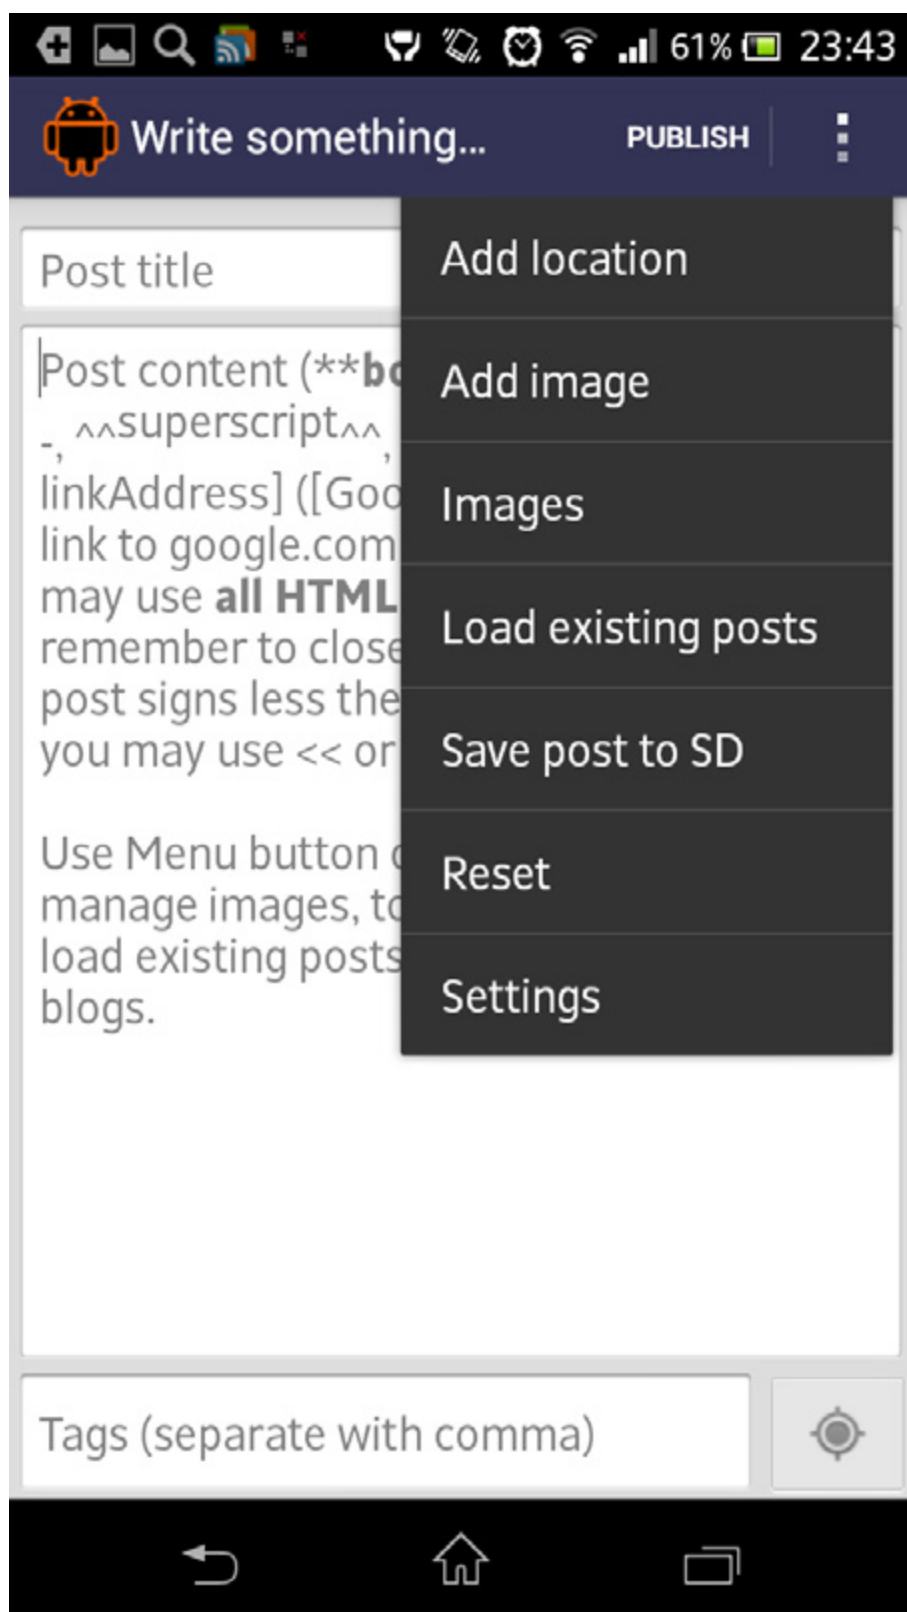 61% 23:43
Write something... PUBLISH
Post title
Post content (**
-, ^^superscript^^,
linkAddress] ([Goo
link to google.com
may use all HTML
remember to close
post signs less the
you may use << or
Use Menu button
manage images, to
load existing posts
blogs.
Add location
Add image
Images
Load existing posts
Save post to SD
Reset
Settings
Tags (separate with comma)